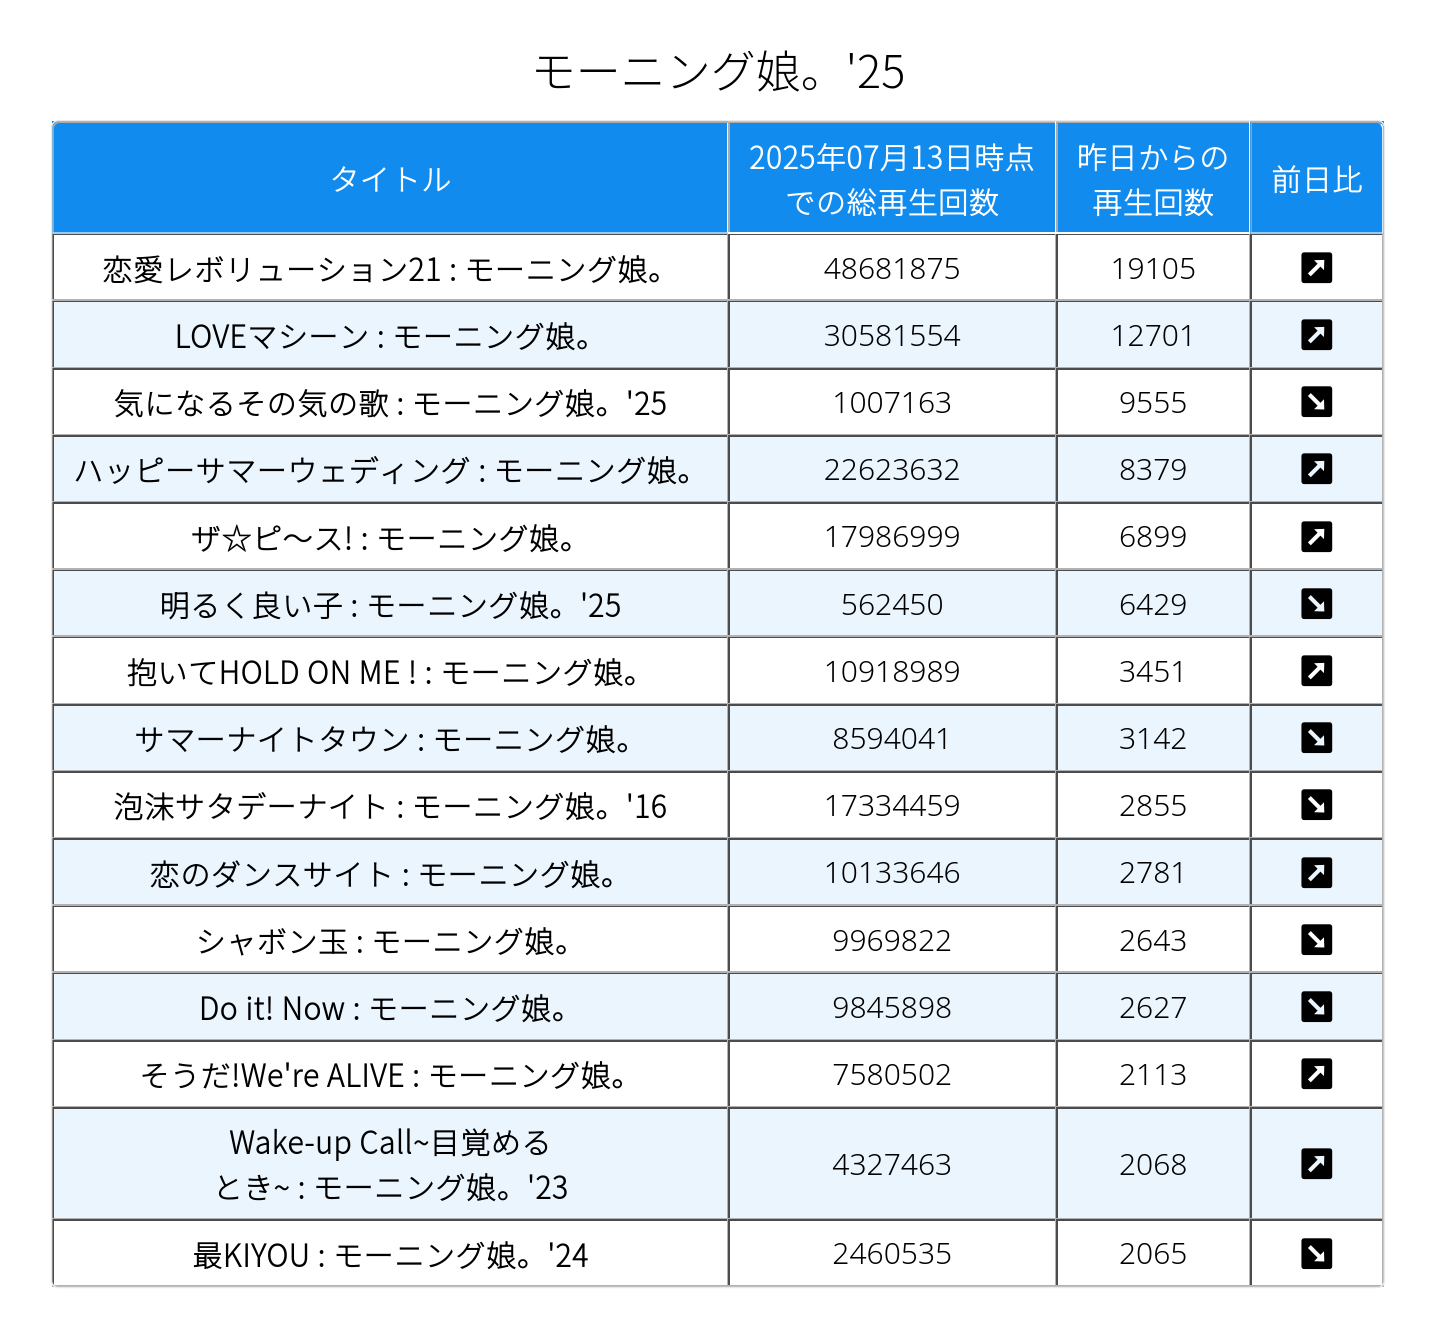 モーニング娘。'25
タイトル
2025年07月13日時点
での総再生回数
昨日からの
再生回数
前日比
恋愛レボリューション21 : モーニング娘。 48681875 19105
LOVEマシーン : モーニング娘。 30581554 12701
気になるその気の歌 : モーニング娘。'25 1007163 9555
ハッピーサマーウェディング : モーニング娘。 22623632 8379
ザ☆ピ〜ス! : モーニング娘。 17986999 6899
明るく良い子 : モーニング娘。'25 562450 6429
抱いてHOLD ON ME ! : モーニング娘。 10918989 3451
サマーナイトタウン : モーニング娘。 8594041 3142
泡沫サタデーナイト : モーニング娘。'16 17334459 2855
恋のダンスサイト : モーニング娘。 10133646 2781
シャボン玉 : モーニング娘。 9969822 2643
Do it! Now : モーニング娘。 9845898 2627
そうだ!We're ALIVE : モーニング娘。 7580502 2113
Wake-up Call~目覚める
とき~ : モーニング娘。'23 4327463 2068
最KIYOU : モーニング娘。'24 2460535 2065